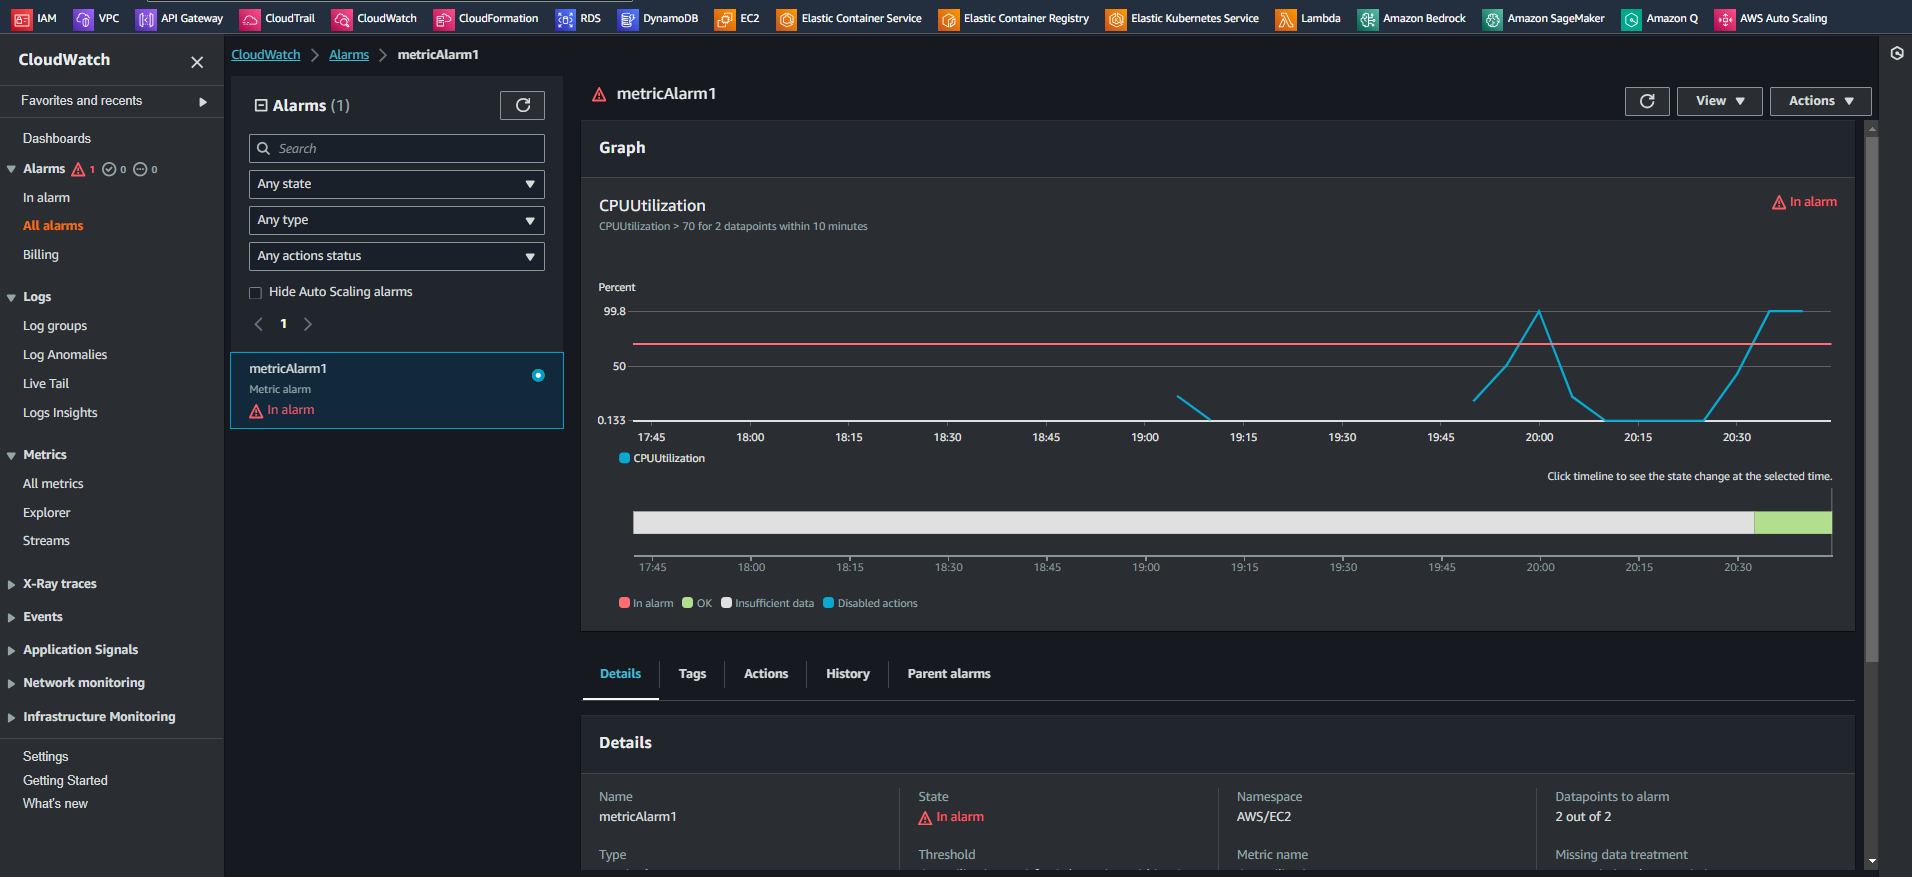 IAM VPC API Gateway CloudTrail CloudWatch CloudFormation RDS DynamoDB EC2 Elastic Container Service Elastic Container Registry Elastic Kubernetes Service Lambda Amazon Bedrock Amazon SageMaker Amazon Q AWS Auto Scaling
CloudWatch
Favorites and recents
Dashboards
Alarms 1 0 0
In alarm
All alarms
Billing
Logs
Log groups
Log Anomalies
Live Tail
Logs Insights
Metrics
All metrics
Explorer
Streams
X-Ray traces
Events
Application Signals
Network monitoring
Infrastructure Monitoring
Settings
Getting Started
What's new
CloudWatch > Alarms > metricAlarm1
Alarms (1)
Search
Any state
Any type
Any actions status
Hide Auto Scaling alarms
1
metricAlarm1
Metric alarm
In alarm
metricAlarm1
View Actions
Graph
CPUUtilization
In alarm
CPUUtilization > 70 for 2 datapoints within 10 minutes
Percent
99.8
50
0.133
17:45 18:00 18:15 18:30 18:45 19:00 19:15 19:30 19:45 20:00 20:15 20:30
CPUUtilization
Click timeline to see the state change at the selected time.
17:45 18:00 18:15 18:30 18:45 19:00 19:15 19:30 19:45 20:00 20:15 20:30
In alarm OK Insufficient data Disabled actions
Details Tags Actions History Parent alarms
Details
Name State Namespace Datapoints to alarm
metricAlarm1 In alarm AWS/EC2 2 out of 2
Type Threshold Metric name Missing data treatment